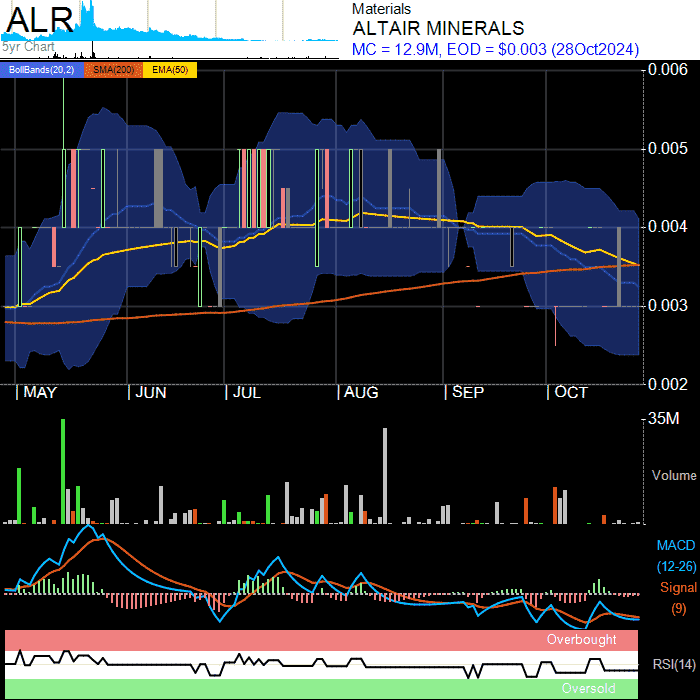 ALR
5yr Chart
Materials
ALTAIR MINERALS
MC = 12.9M, EOD = $0.003 (28Oct2024)
BollBands(20,2) SMA(200) EMA(50)
0.006
0.005
0.004
0.003
0.002
MAY JUN JUL AUG SEP OCT
35M
Volume
MACD
(12-26)
Signal
(9)
Overbought
RSI(14)
Oversold